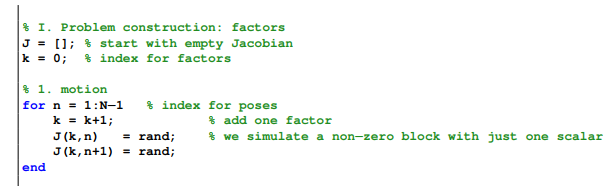 % I. Problem construction: factors
J = []; % start with empty Jacobian
k = 0; % index for factors
% 1. motion
for n = 1:N−1 % index for poses
k = k+1; % add one factor
J(k,n) = rand; % we simulate a non−zero block with just one scalar
J(k,n+1) = rand;
end